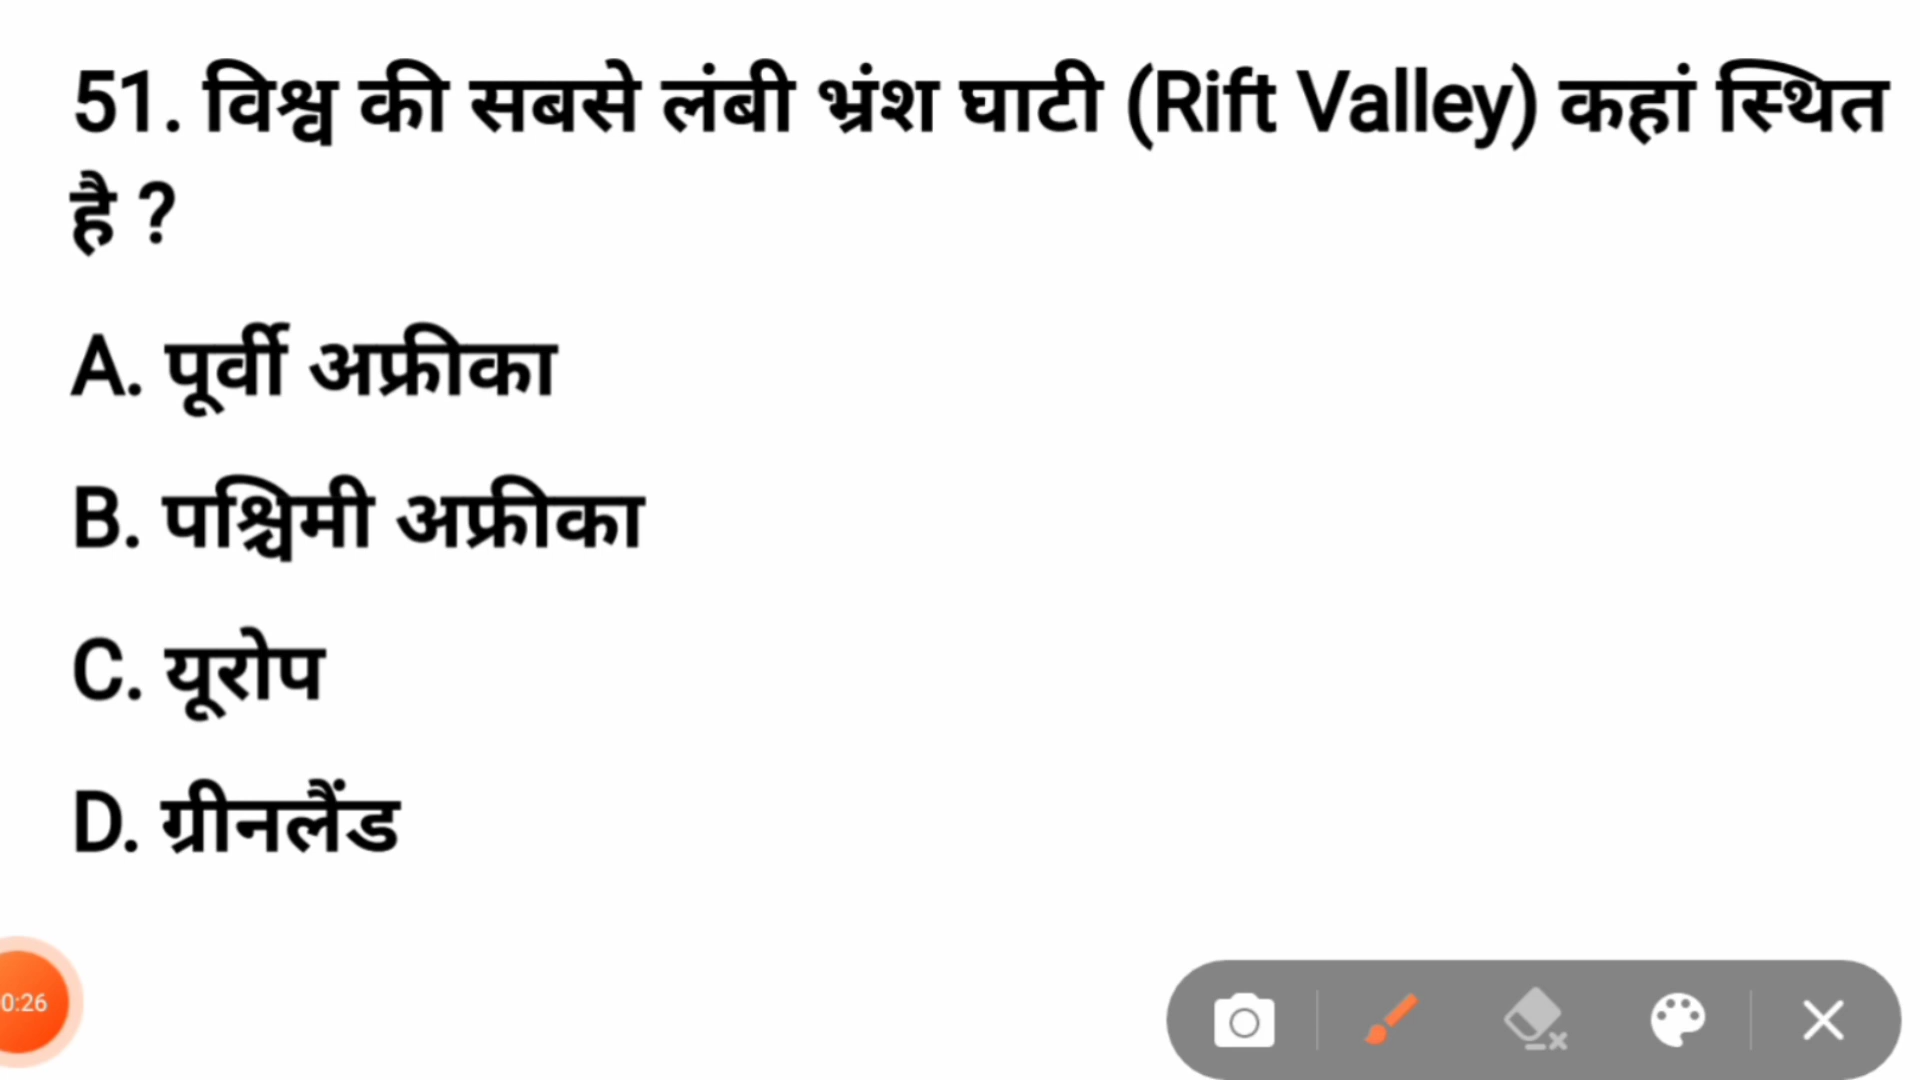 51. विश्व की सबसे लंबी भ्रंश घाटी (Rift Valley) कहां स्थित
है ?
A. पूर्वी अफ्रीका
B. पश्चिमी अफ्रीका
C. यूरोप
D. ग्रीनलैंड
0:26